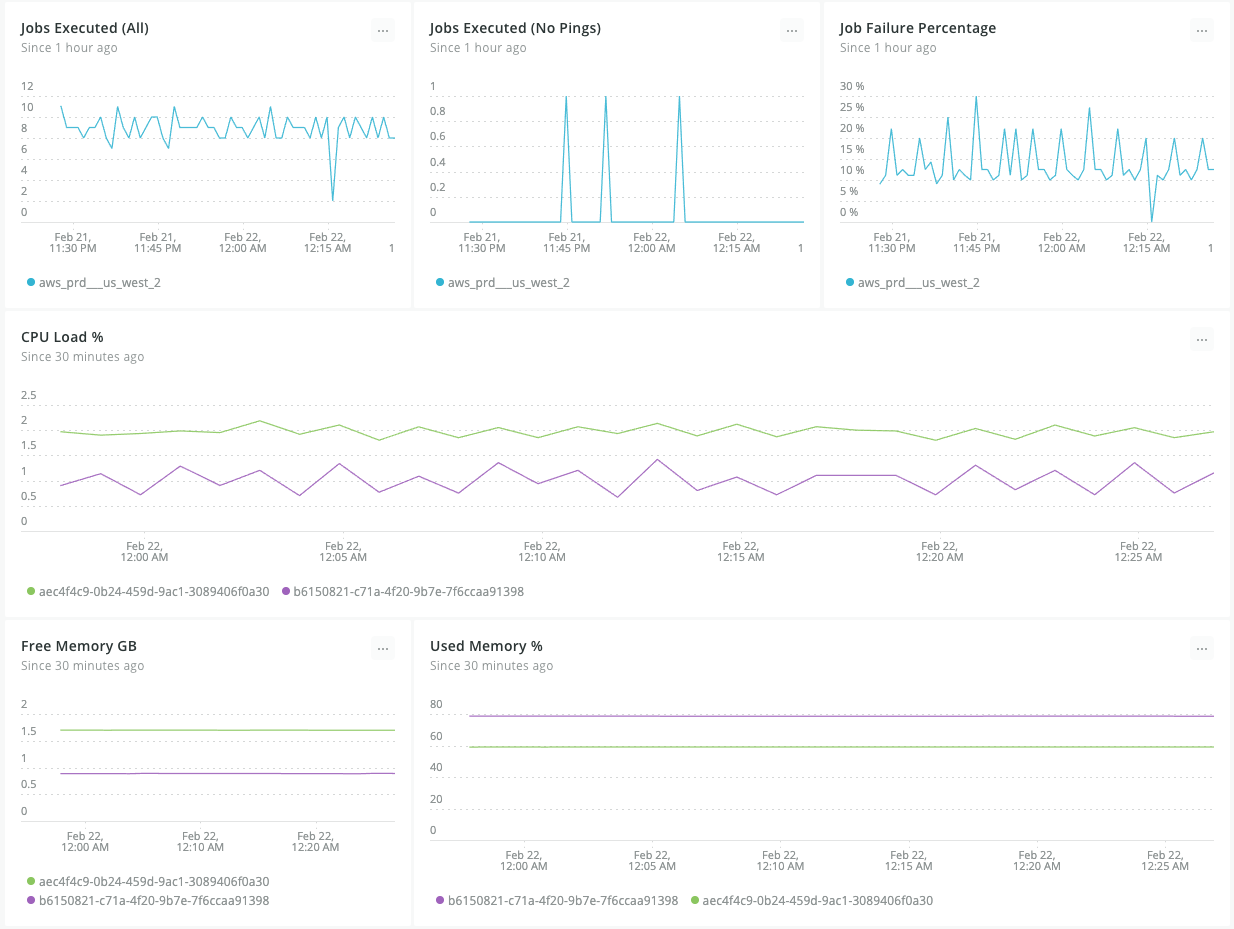 Jobs Executed (All)
...
Since 1 hour ago
12
10
8
6
4
2
0
Feb 21,
11:30 PM
Feb 21,
11:45 PM
Feb 22,
12:00 AM
Feb 22,
12:15 AM
1
aws_prd___us_west_2
Jobs Executed (No Pings)
...
Since 1 hour ago
1
0.8
0.6
0.4
0.2
0
Feb 21,
11:30 PM
Feb 21,
11:45 PM
Feb 22,
12:00 AM
Feb 22,
12:15 AM
1
aws_prd___us_west_2
Job Failure Percentage
...
Since 1 hour ago
30 %
25 %
20 %
15 %
10 %
5 %
0 %
Feb 21,
11:30 PM
Feb 21,
11:45 PM
Feb 22,
12:00 AM
Feb 22,
12:15 AM
1
aws_prd___us_west_2
CPU Load %
...
Since 30 minutes ago
2.5
2
1.5
1
0.5
0
Feb 22,
12:00 AM
Feb 22,
12:05 AM
Feb 22,
12:10 AM
Feb 22,
12:15 AM
Feb 22,
12:20 AM
Feb 22,
12:25 AM
aec4f4c9-0b24-459d-9ac1-3089406f0a30
b6150821-c71a-4f20-9b7e-7f6ccaa91398
Free Memory GB
...
Since 30 minutes ago
2
1.5
1
0.5
0
Feb 22,
12:00 AM
Feb 22,
12:10 AM
Feb 22,
12:20 AM
aec4f4c9-0b24-459d-9ac1-3089406f0a30
b6150821-c71a-4f20-9b7e-7f6ccaa91398
Used Memory %
...
Since 30 minutes ago
80
60
40
20
0
Feb 22,
12:00 AM
Feb 22,
12:05 AM
Feb 22,
12:10 AM
Feb 22,
12:15 AM
Feb 22,
12:20 AM
Feb 22,
12:25 AM
b6150821-c71a-4f20-9b7e-7f6ccaa91398
aec4f4c9-0b24-459d-9ac1-3089406f0a30